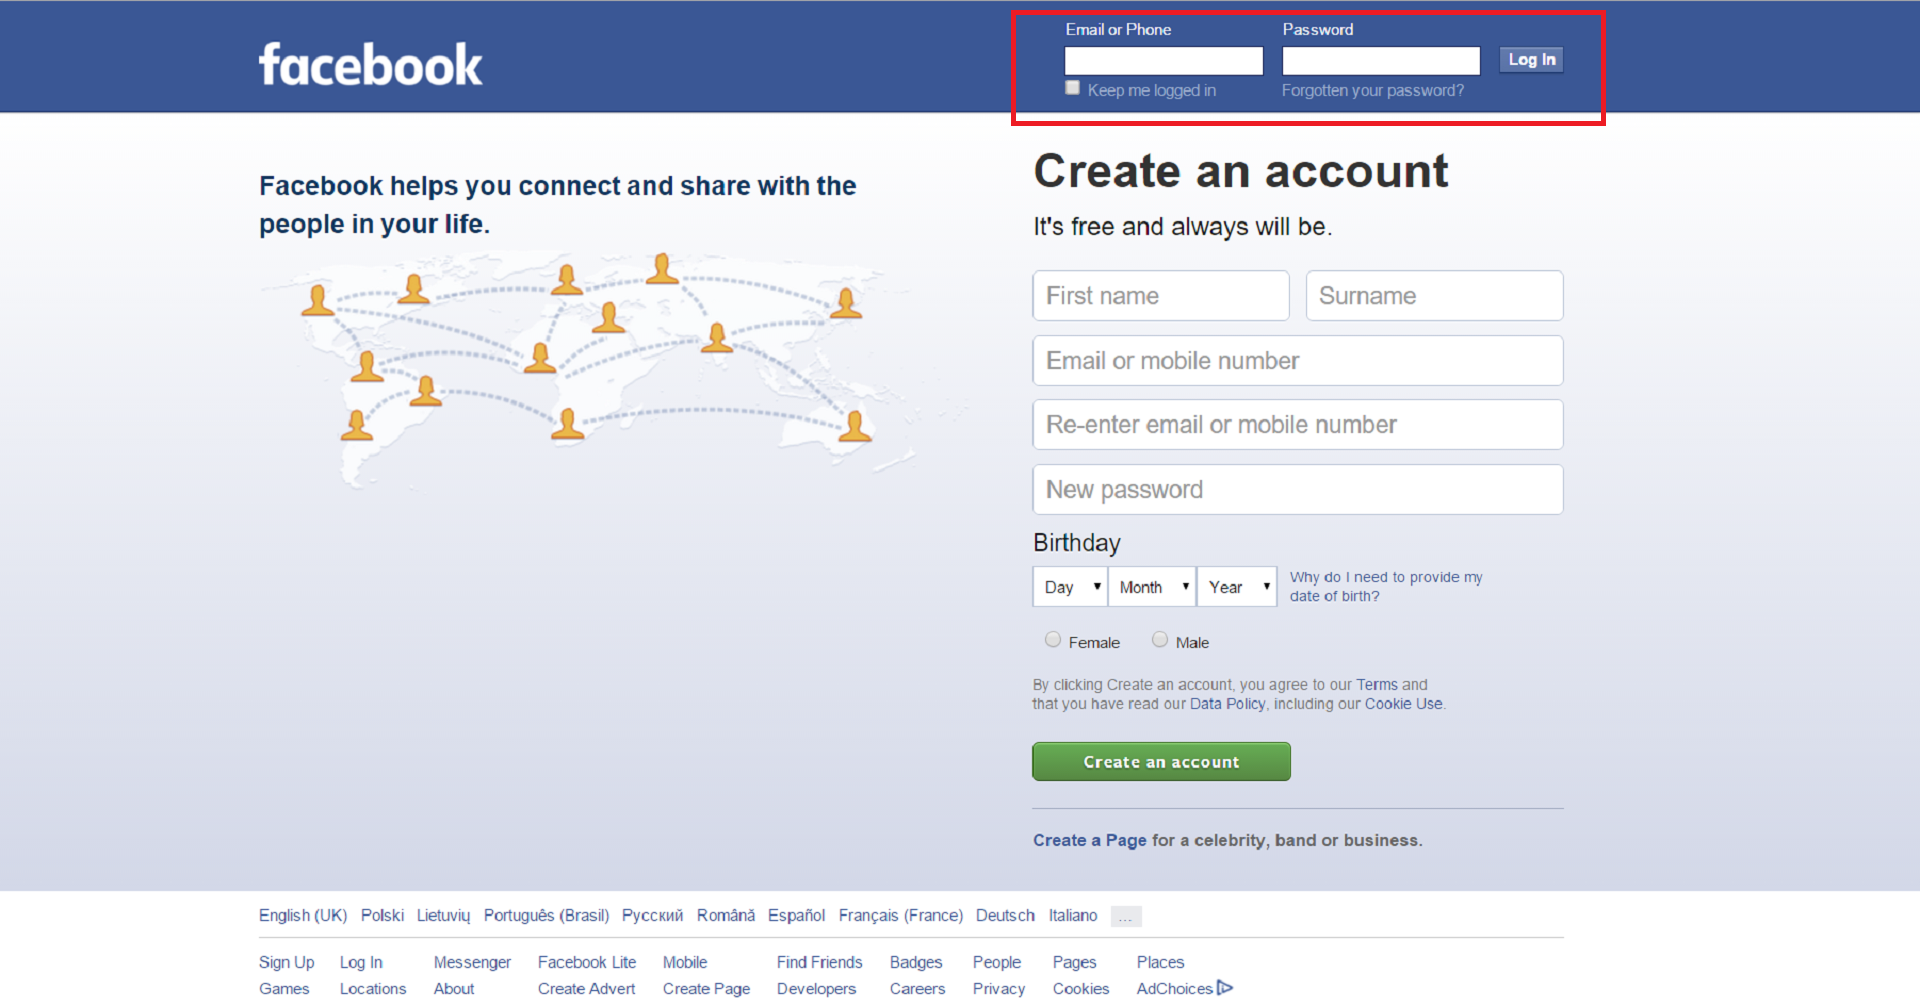 facebook
Email or Phone Password
Log In
Keep me logged in Forgotten your password?
Facebook helps you connect and share with the
people in your life.
Create an account
It's free and always will be.
First name Surname
Email or mobile number
Re-enter email or mobile number
New password
Birthday
Day Month Year
Why do I need to provide my
date of birth?
Female Male
By clicking Create an account, you agree to our Terms and
that you have read our Data Policy, including our Cookie Use.
Create an account
Create a Page for a celebrity, band or business.
English (UK) Polski Lietuvių Português (Brasil) Русский Română Español Français (France) Deutsch Italiano ...
Sign Up Log In Messenger Facebook Lite Mobile Find Friends Badges People Pages Places
Games Locations About Create Advert Create Page Developers Careers Privacy Cookies AdChoices